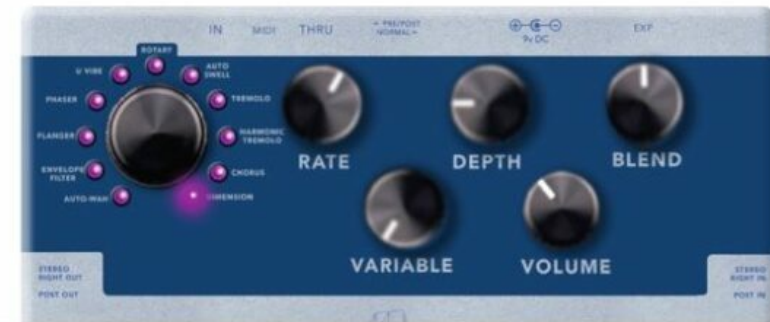 IN MIDI THRU
← PRE/POST
NORMAL →
9v DC
EXP
ROTARY
U VIBE
AUTO
SWELL
PHASER
TREMOLO
FLANGER
HARMONIC
TREMOLO
ENVELOPE
FILTER
CHORUS
AUTO-WAH
DIMENSION
RATE
DEPTH
BLEND
VARIABLE
VOLUME
STEREO
RIGHT OUT
POST OUT
STEREO
RIGHT IN
POST IN